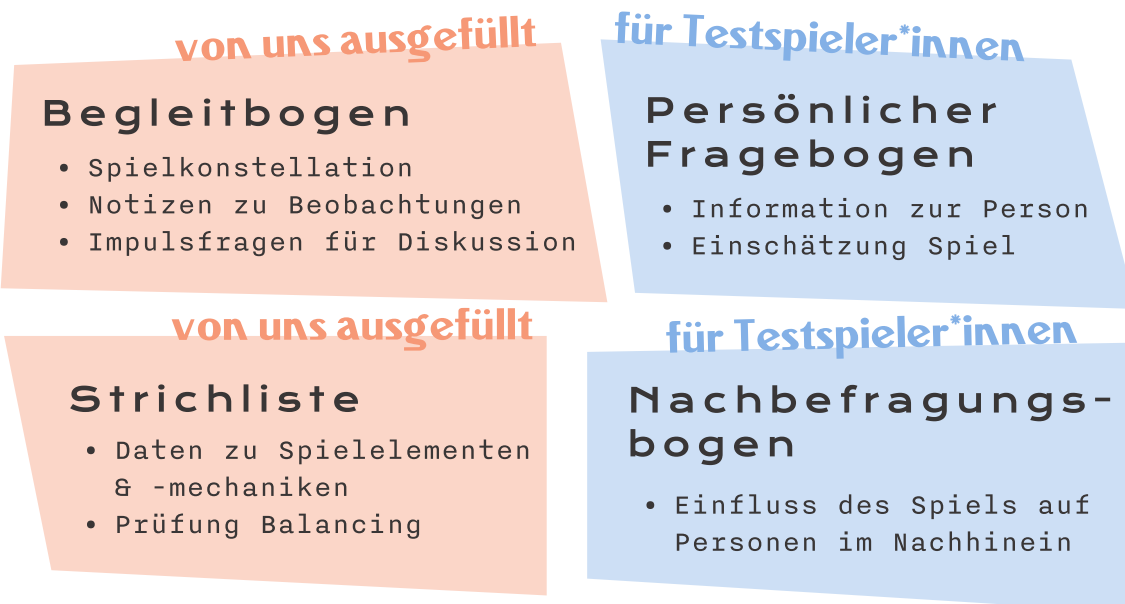 von uns ausgefüllt
Begleitbogen
• Spielkonstellation
• Notizen zu Beobachtungen
• Impulsfragen für Diskussion
für Testspieler*innen
Persönlicher
Fragebogen
• Information zur Person
• Einschätzung Spiel
von uns ausgefüllt
Strichliste
• Daten zu Spielelementen
& -mechaniken
• Prüfung Balancing
für Testspieler*innen
Nachbefragungs-
bogen
• Einfluss des Spiels auf
Personen im Nachhinein